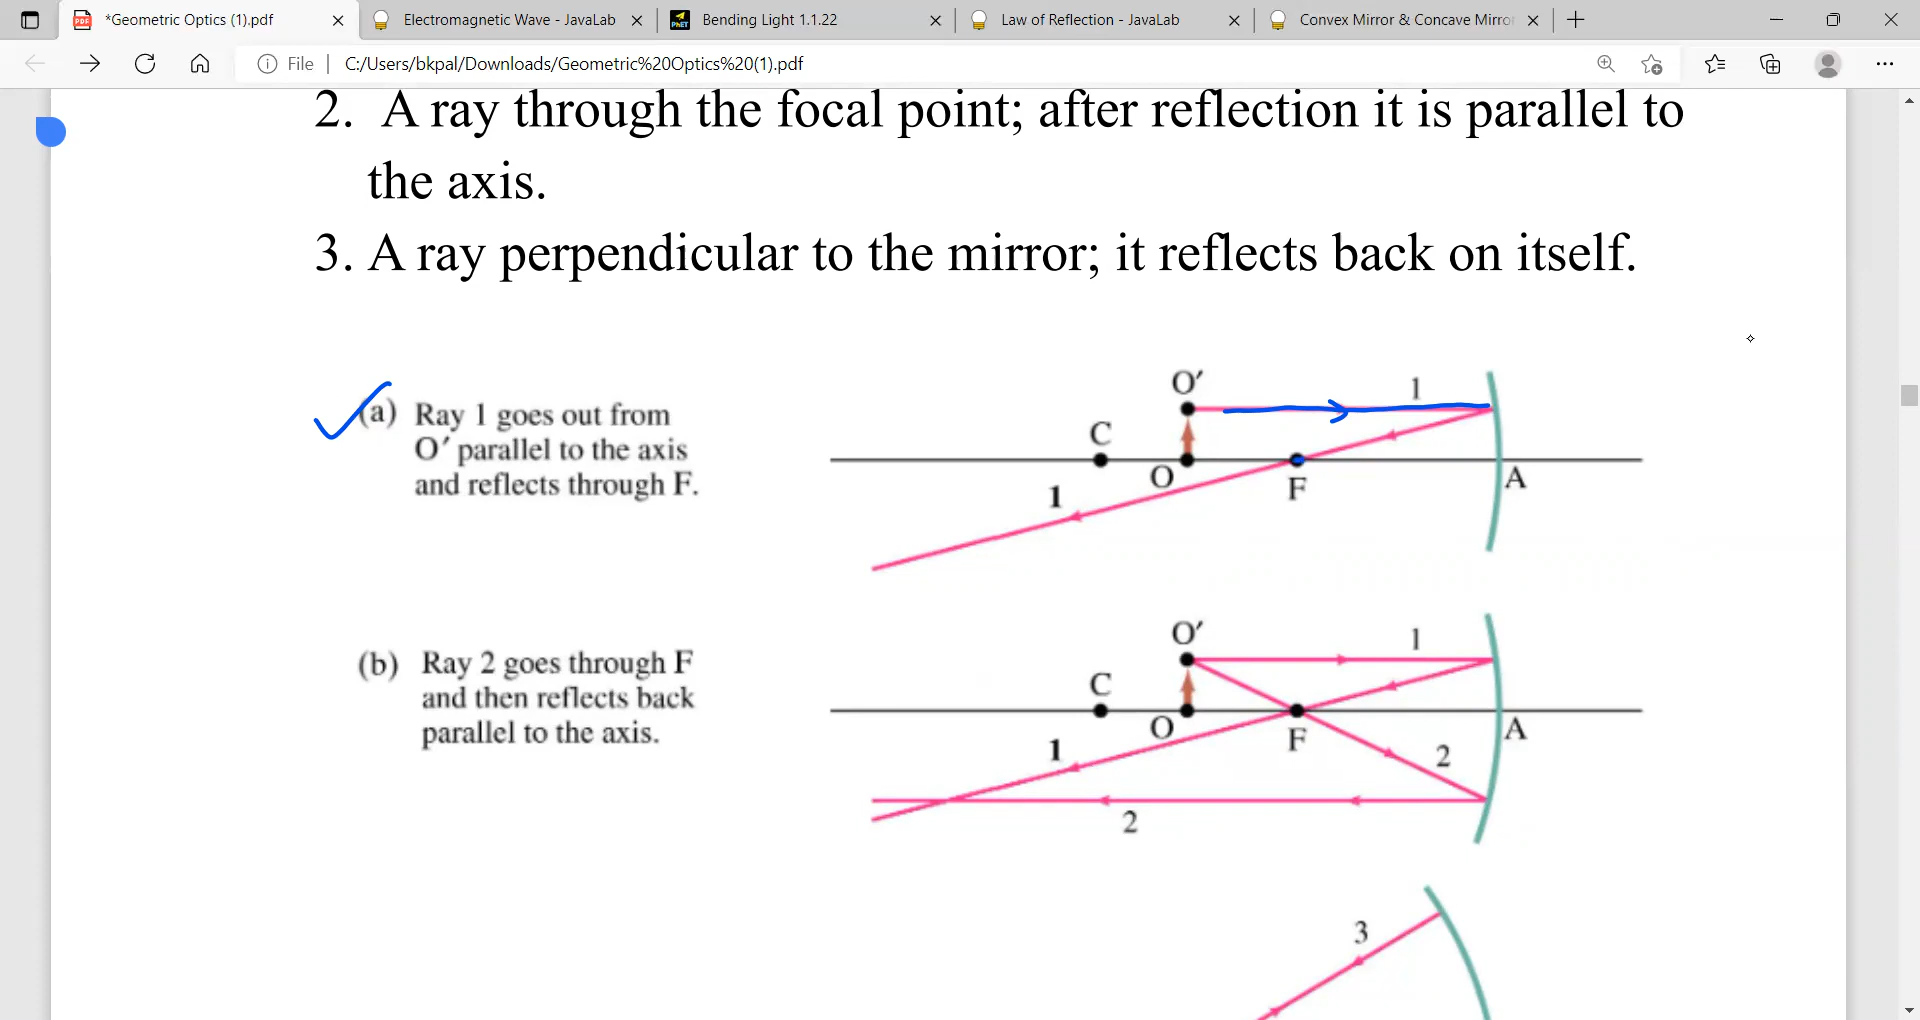 *Geometric Optics (1).pdf
Electromagnetic Wave - JavaLab
Bending Light 1.1.22
Law of Reflection - JavaLab
Convex Mirror & Concave Mirro
File
C:/Users/bkpal/Downloads/Geometric%20Optics%20(1).pdf
2. A ray through the focal point; after reflection it is parallel to
the axis.
3. A ray perpendicular to the mirror; it reflects back on itself.
(a) Ray 1 goes out from
O′ parallel to the axis
and reflects through F.
O′
1
C
O
F
A
1
(b) Ray 2 goes through F
and then reflects back
parallel to the axis.
O′
1
C
O
F
A
1
2
2
3